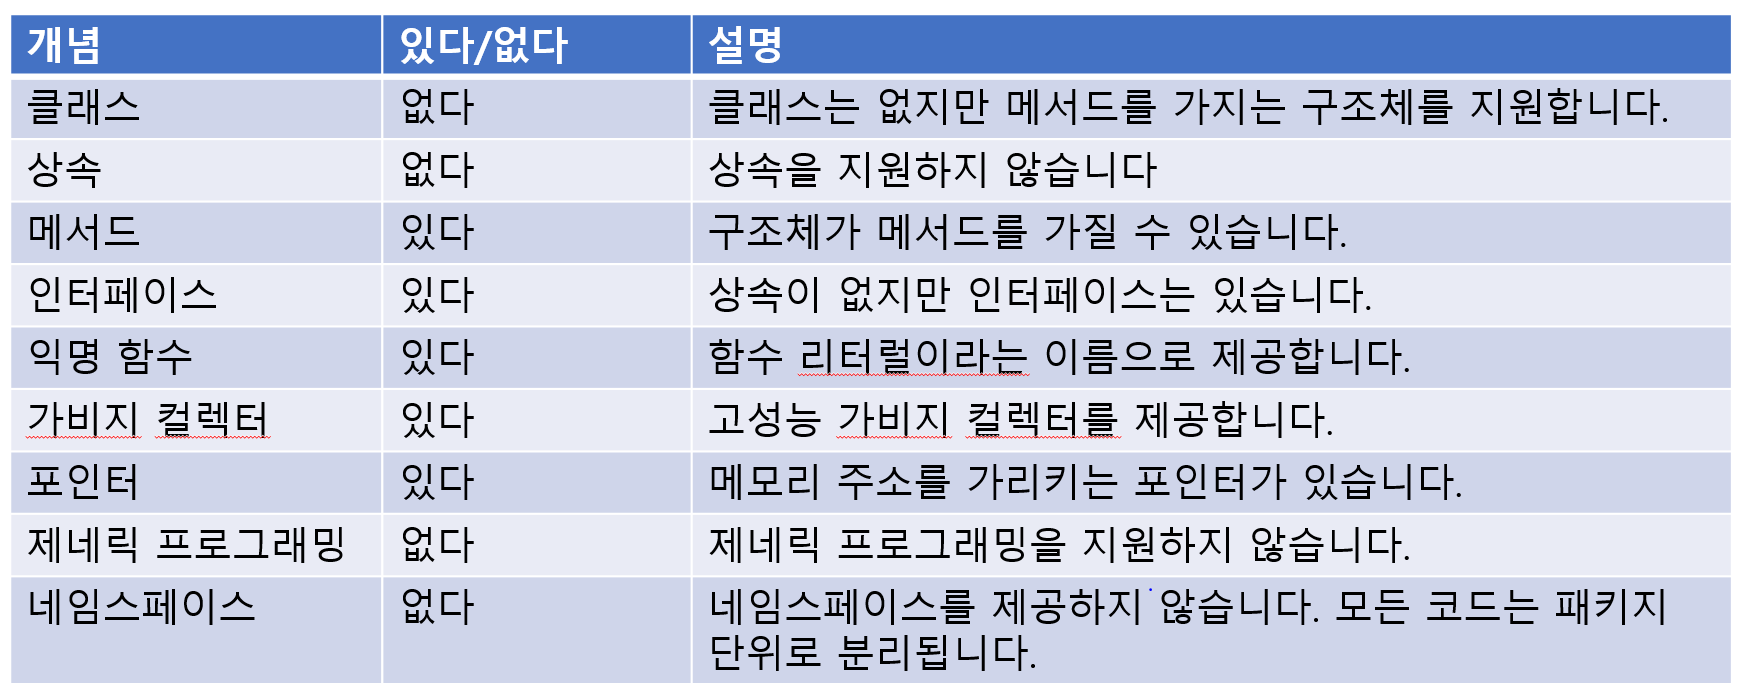 개념 있다/없다 설명
클래스 없다 클래스는 없지만 메서드를 가지는 구조체를 지원합니다.
상속 없다 상속을 지원하지 않습니다
메서드 있다 구조체가 메서드를 가질 수 있습니다.
인터페이스 있다 상속이 없지만 인터페이스는 있습니다.
익명 함수 있다 함수 리터럴이라는 이름으로 제공합니다.
가비지 컬렉터 있다 고성능 가비지 컬렉터를 제공합니다.
포인터 있다 메모리 주소를 가리키는 포인터가 있습니다.
제네릭 프로그래밍 없다 제네릭 프로그래밍을 지원하지 않습니다.
네임스페이스 없다 네임스페이스를 제공하지 않습니다. 모든 코드는 패키지
단위로 분리됩니다.